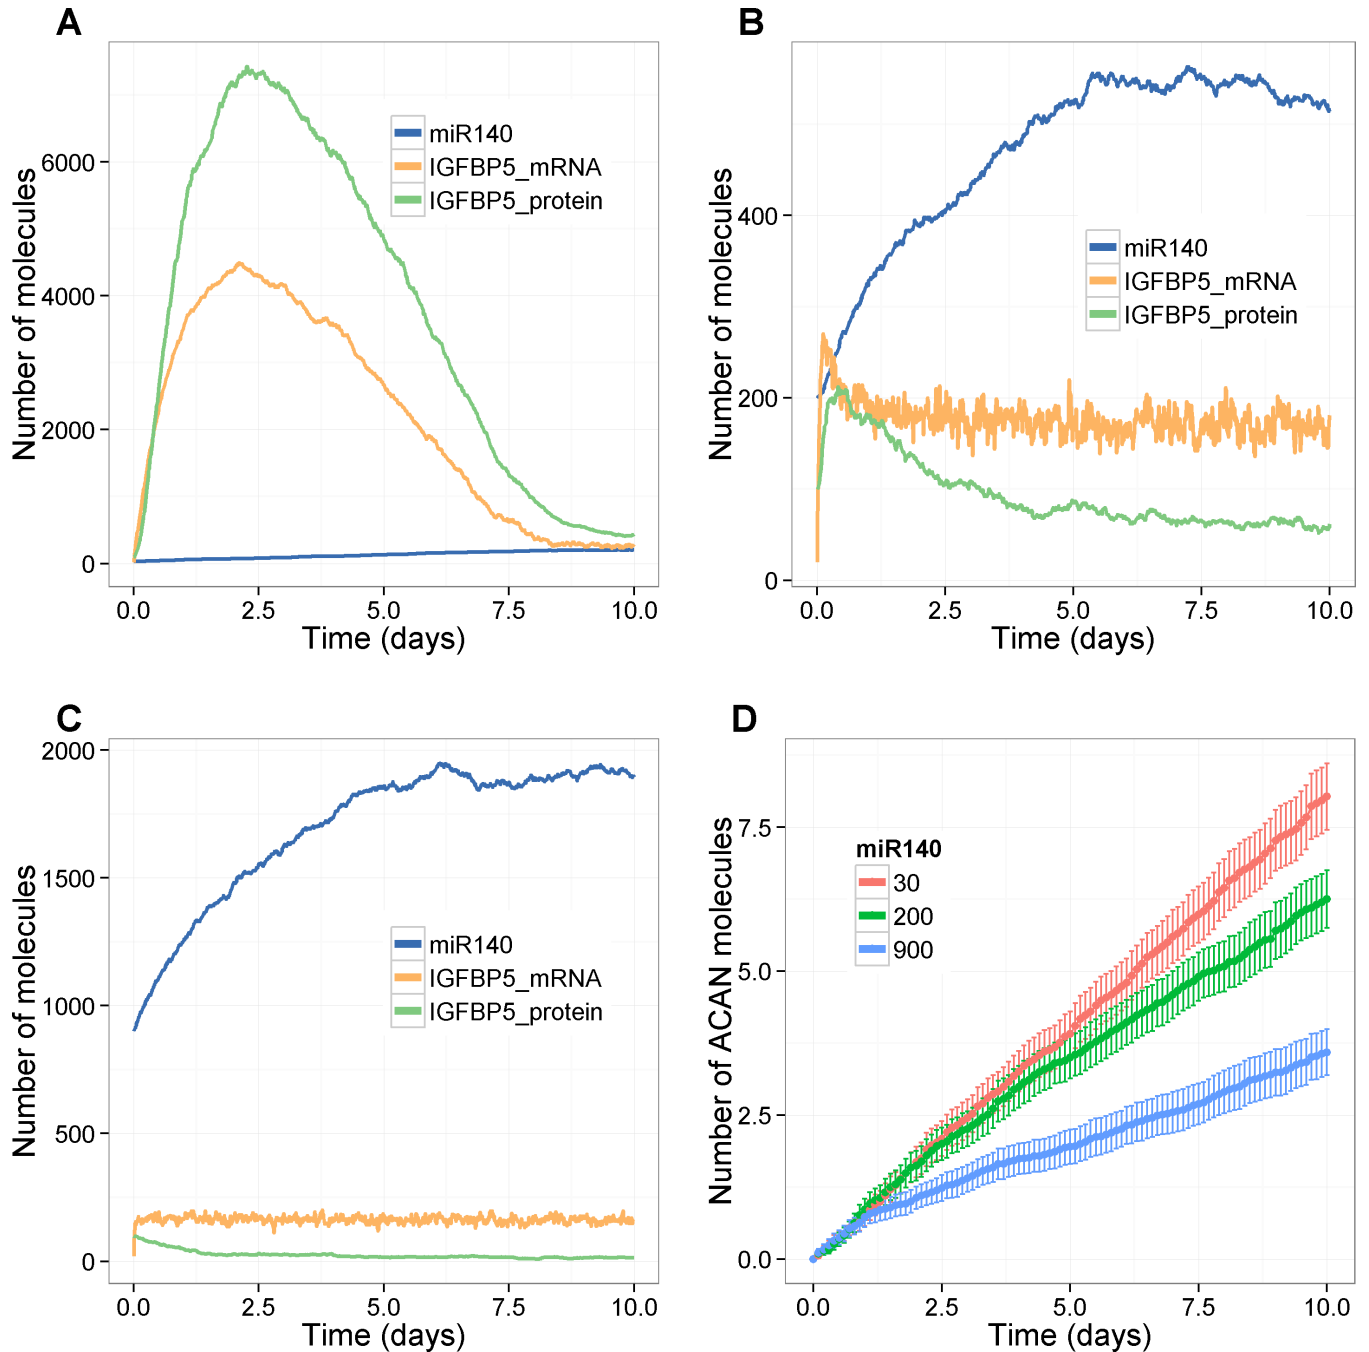 A
Number of molecules
6000
4000
2000
0
miR140
IGFBP5_mRNA
IGFBP5_protein
0.0 2.5 5.0 7.5 10.0
Time (days)
B
Number of molecules
400
200
0
miR140
IGFBP5_mRNA
IGFBP5_protein
0.0 2.5 5.0 7.5 10.0
Time (days)
C
Number of molecules
2000
1500
1000
500
0
miR140
IGFBP5_mRNA
IGFBP5_protein
0.0 2.5 5.0 7.5 10.0
Time (days)
D
Number of ACAN molecules
7.5
5.0
2.5
0.0
miR140
30
200
900
0.0 2.5 5.0 7.5 10.0
Time (days)